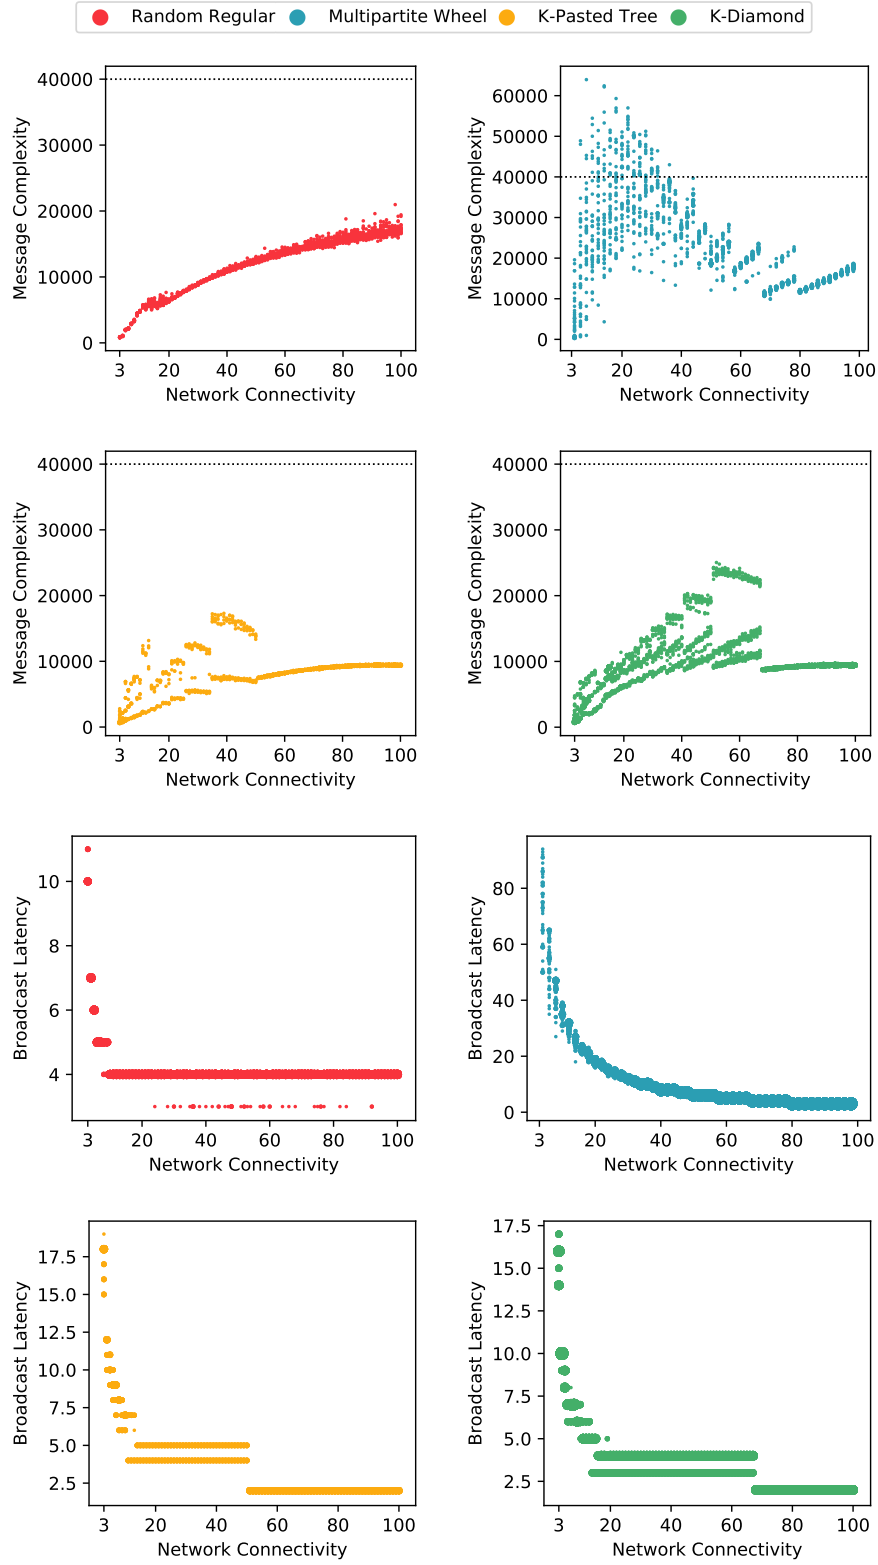 Random Regular Multipartite Wheel K-Pasted Tree K-Diamond
40000
30000
20000
10000
0
Message Complexity
3 20 40 60 80 100
Network Connectivity
60000
50000
40000
30000
20000
10000
0
Message Complexity
3 20 40 60 80 100
Network Connectivity
40000
30000
20000
10000
0
Message Complexity
3 20 40 60 80 100
Network Connectivity
40000
30000
20000
10000
0
Message Complexity
3 20 40 60 80 100
Network Connectivity
10
8
6
4
Broadcast Latency
3 20 40 60 80 100
Network Connectivity
80
60
40
20
0
Broadcast Latency
3 20 40 60 80 100
Network Connectivity
17.5
15.0
12.5
10.0
7.5
5.0
2.5
Broadcast Latency
3 20 40 60 80 100
Network Connectivity
17.5
15.0
12.5
10.0
7.5
5.0
2.5
Broadcast Latency
3 20 40 60 80 100
Network Connectivity